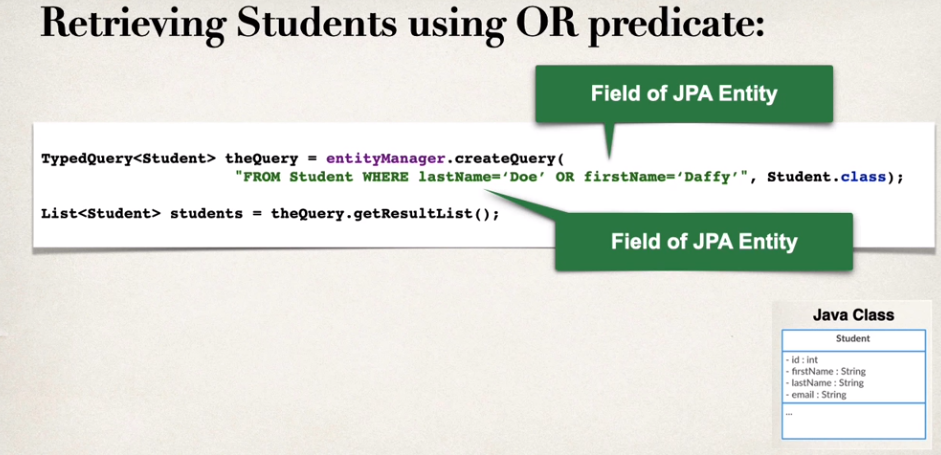 Retrieving Students using OR predicate:
Field of JPA Entity
TypedQuery<Student> theQuery = entityManager.createQuery(
"FROM Student WHERE lastName=‘Doe’ OR firstName=‘Daffy’", Student.class);
List<Student> students = theQuery.getResultList();
Field of JPA Entity
Java Class
Student
- id : int
- firstName : String
- lastName : String
- email : String
...